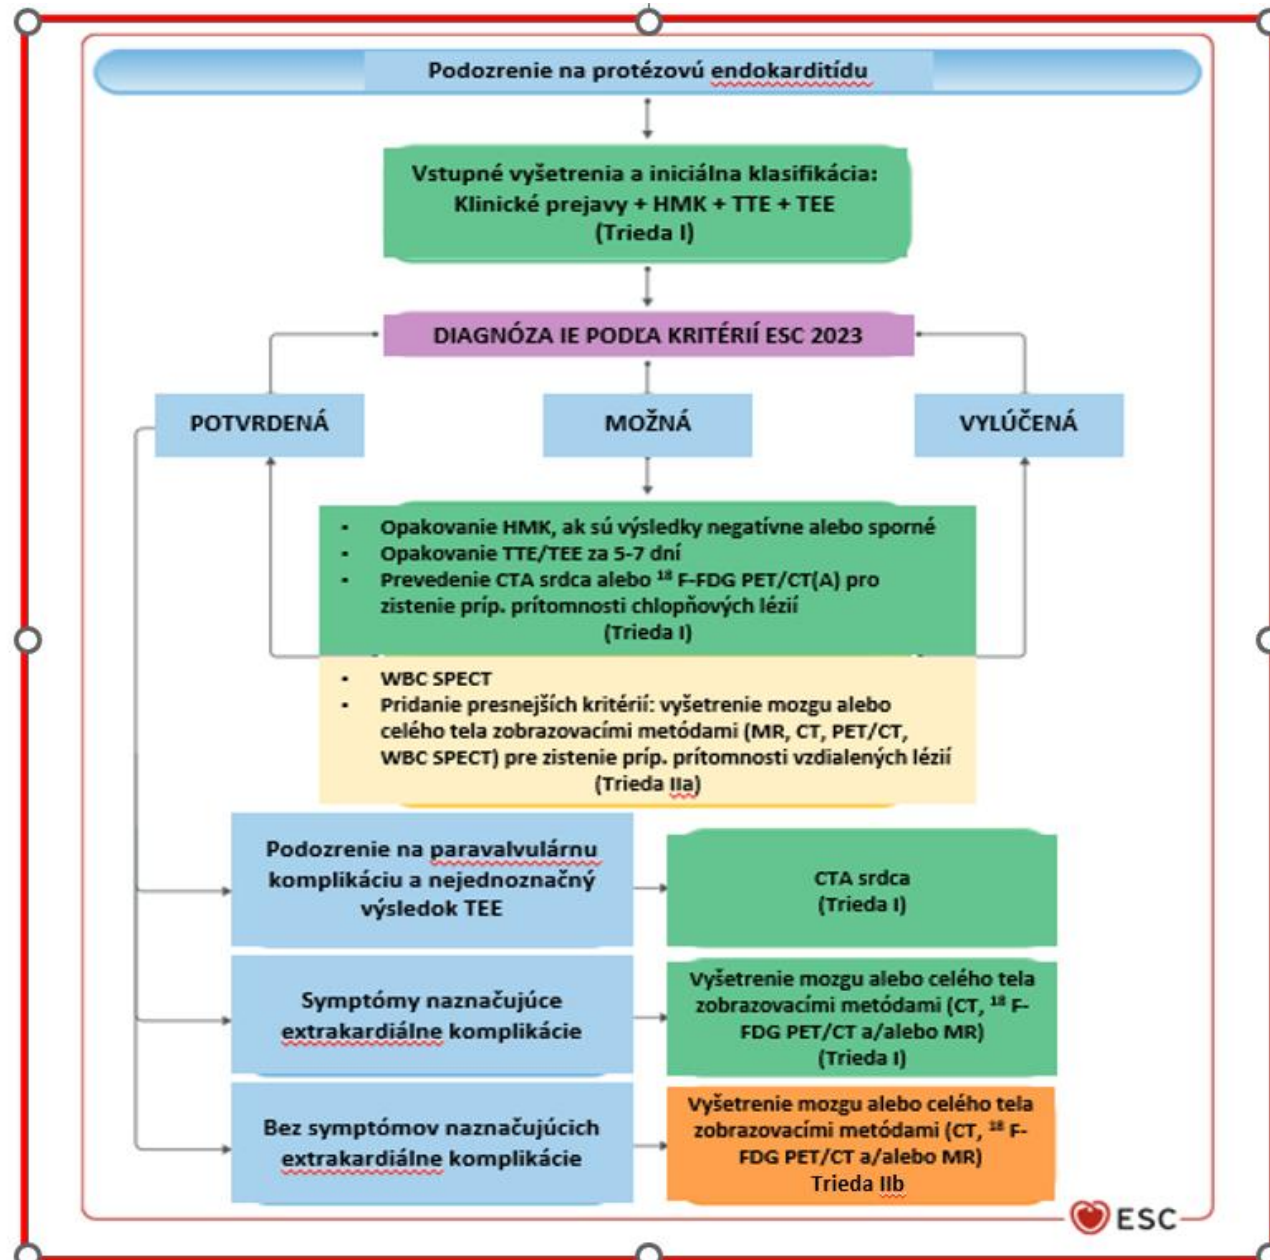 Podozrenie na protézovú endokarditídu
Vstupné vyšetrenia a iniciálna klasifikácia:
Klinické prejavy + HMK + TTE + TEE
(Trieda I)
DIAGNÓZA IE PODĽA KRITÉRIÍ ESC 2023
POTVRDENÁ
MOŽNÁ
VYLÚČENÁ
▪ Opakovanie HMK, ak sú výsledky negatívne alebo sporné
▪ Opakovanie TTE/TEE za 5-7 dní
▪ Prevedenie CTA srdca alebo ¹⁸ F-FDG PET/CT(A) pro
zistenie príp. prítomnosti chlopňových lézií
(Trieda I)
▪ WBC SPECT
▪ Pridanie presnejších kritérií: vyšetrenie mozgu alebo
celého tela zobrazovacími metódami (MR, CT, PET/CT,
WBC SPECT) pre zistenie príp. prítomnosti vzdialených lézií
(Trieda IIa)
Podozrenie na paravalvulárnu
komplikáciu a nejednoznačný
výsledok TEE
CTA srdca
(Trieda I)
Symptómy naznačujúce
extrakardiálne komplikácie
Vyšetrenie mozgu alebo celého tela
zobrazovacími metódami (CT, ¹⁸ F-
FDG PET/CT a/alebo MR)
(Trieda I)
Bez symptómov naznačujúcich
extrakardiálne komplikácie
Vyšetrenie mozgu alebo celého tela
zobrazovacími metódami (CT, ¹⁸ F-
FDG PET/CT a/alebo MR)
Trieda IIb
ESC